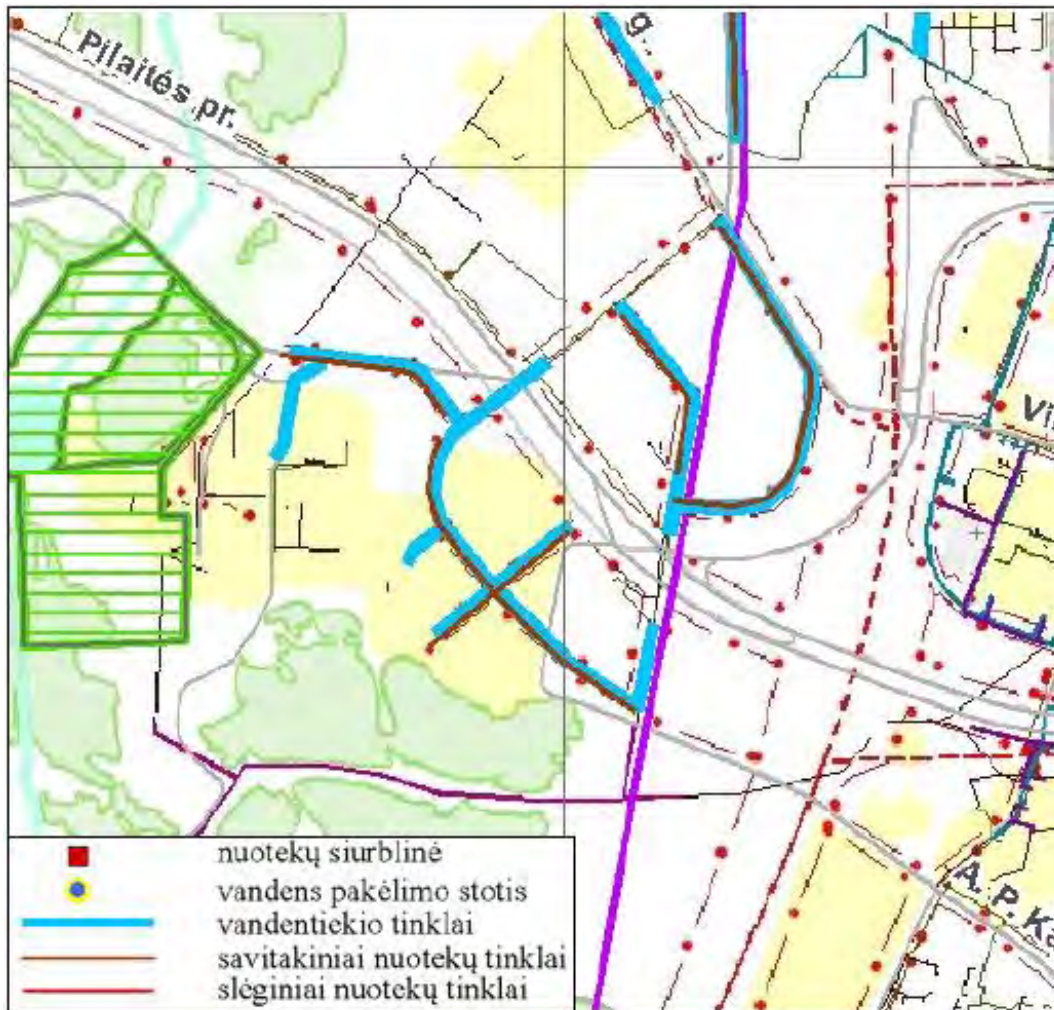 Pilaitės pr.
g.
Vi
A. P. Ka
nuotekų siurblinė
vandens pakėlimo stotis
vandentiekio tinklai
savitakiniai nuotekų tinklai
slėginiai nuotekų tinklai